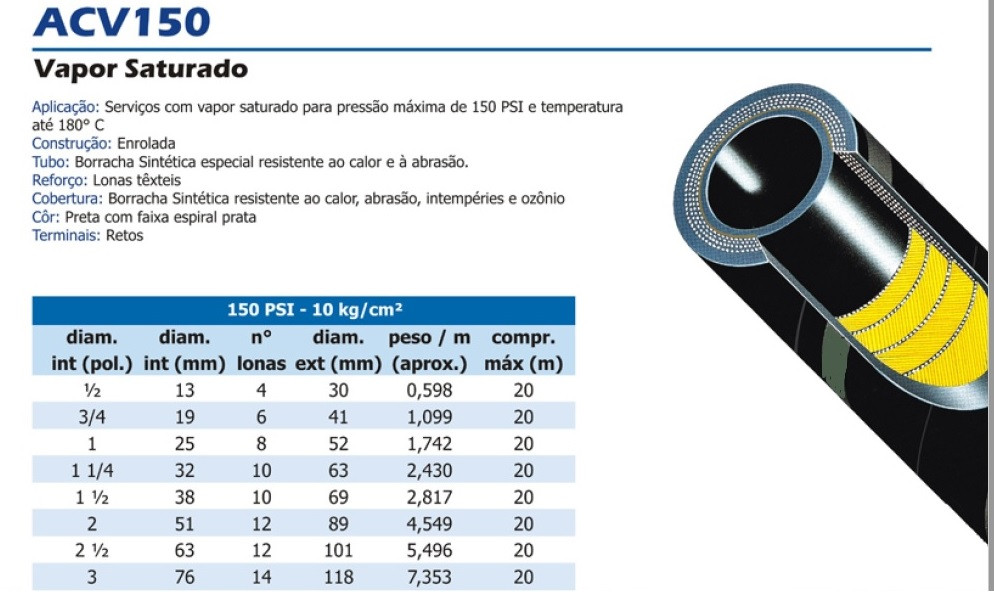 ACV150
Vapor Saturado
Aplicação: Serviços com vapor saturado para pressão máxima de 150 PSI e temperatura
até 180° C
Construção: Enrolada
Tubo: Borracha Sintética especial resistente ao calor e à abrasão.
Reforço: Lonas têxteis
Cobertura: Borracha Sintética resistente ao calor, abrasão, intempéries e ozônio
Côr: Preta com faixa espiral prata
Terminais: Retos
150 PSI - 10 kg/cm²
diam. diam. n° diam. peso / m compr.
int (pol.) int (mm) lonas ext (mm) (aprox.) máx (m)
½ 13 4 30 0,598 20
3/4 19 6 41 1,099 20
1 25 8 52 1,742 20
1 1/4 32 10 63 2,430 20
1 ½ 38 10 69 2,817 20
2 51 12 89 4,549 20
2 ½ 63 12 101 5,496 20
3 76 14 118 7,353 20